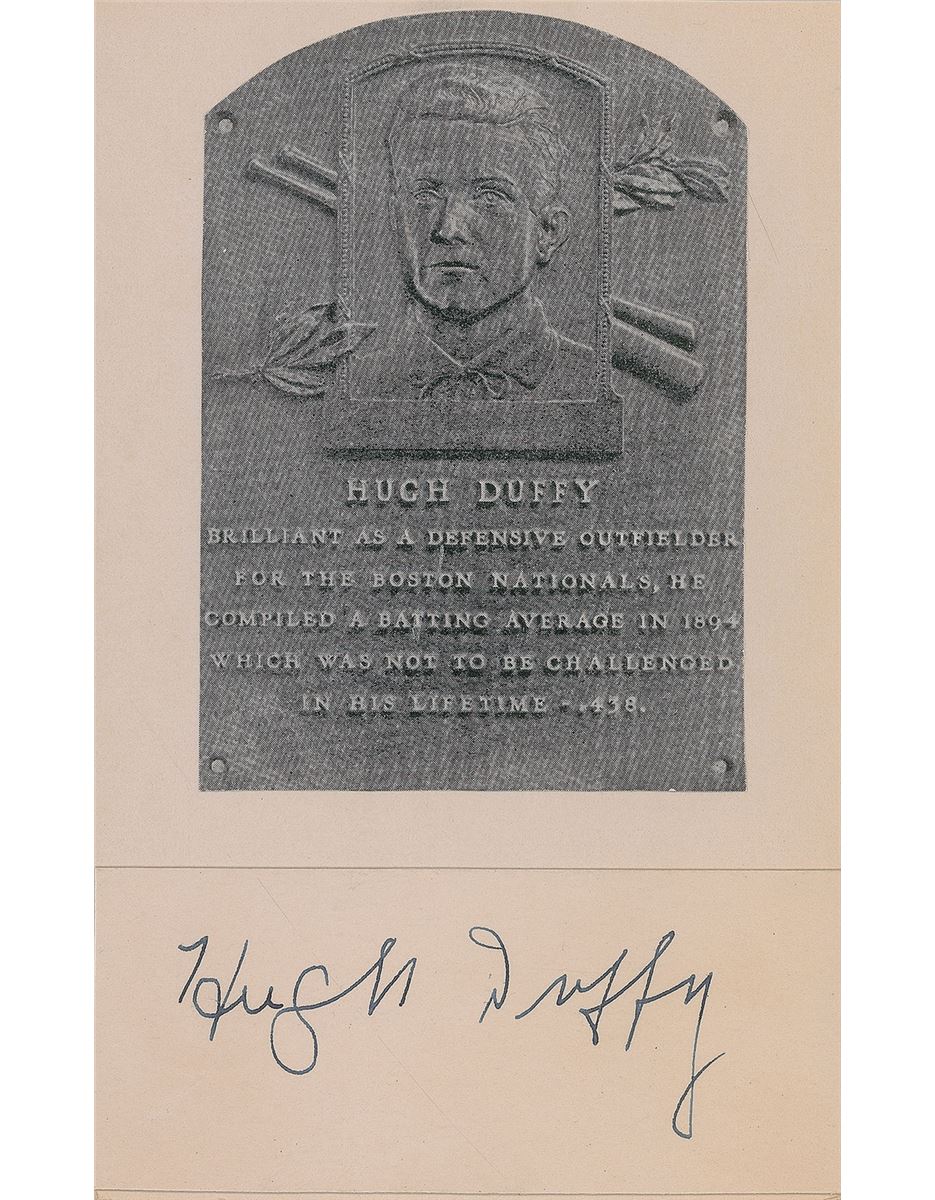 HUGH DUFFY
BRILLIANT AS A DEFENSIVE OUTFIELDER
FOR THE BOSTON NATIONALS, HE
COMPILED A BATTING AVERAGE IN 1894
WHICH WAS NOT TO BE CHALLENGED
IN HIS LIFETIME - .438.
Hugh Duffy